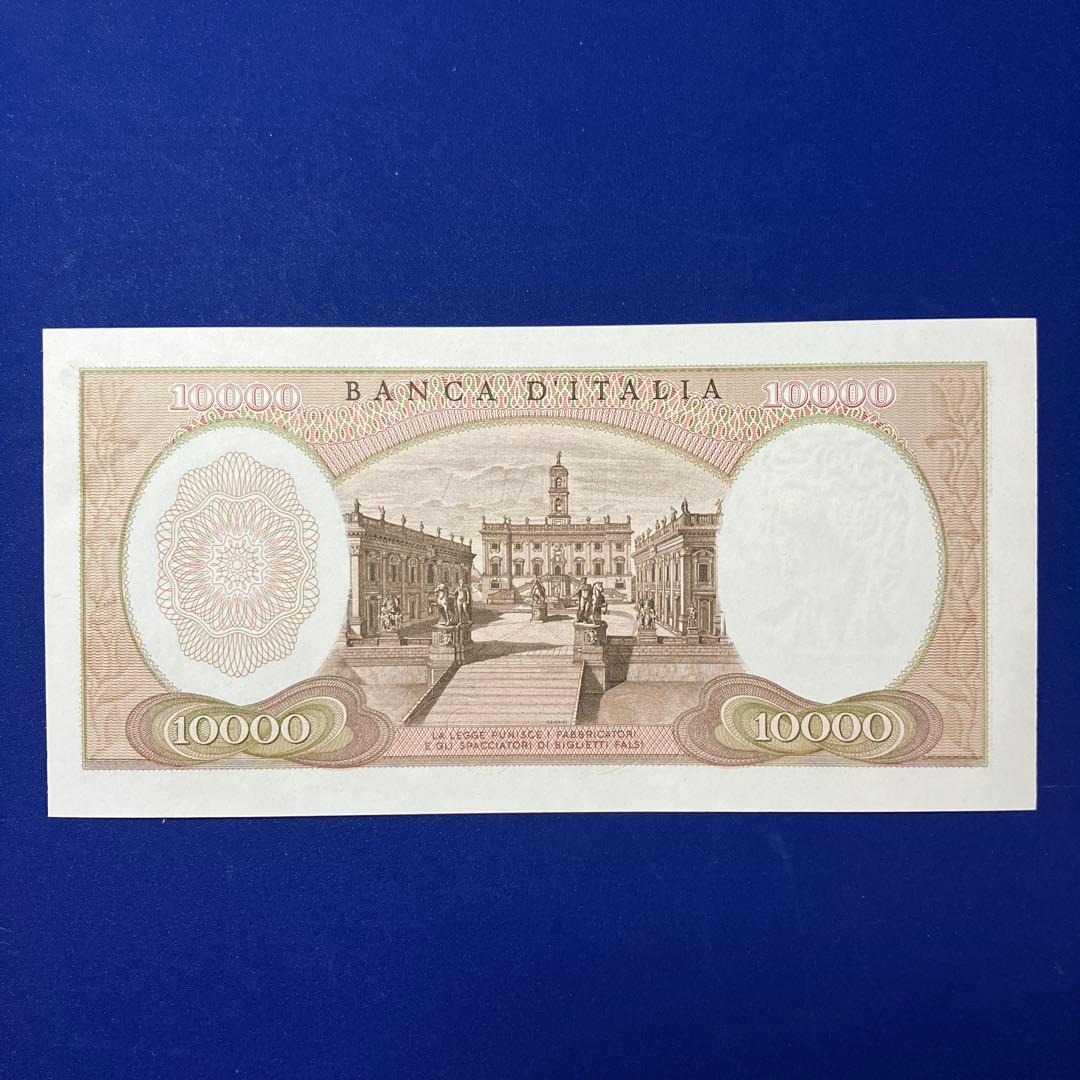 10000 BANCA D'ITALIA 10000
LA LEGGE PUNISCE I FABBRICATORI
E GLI SPACCIATORI DI BIGLIETTI FALSI
10000 10000